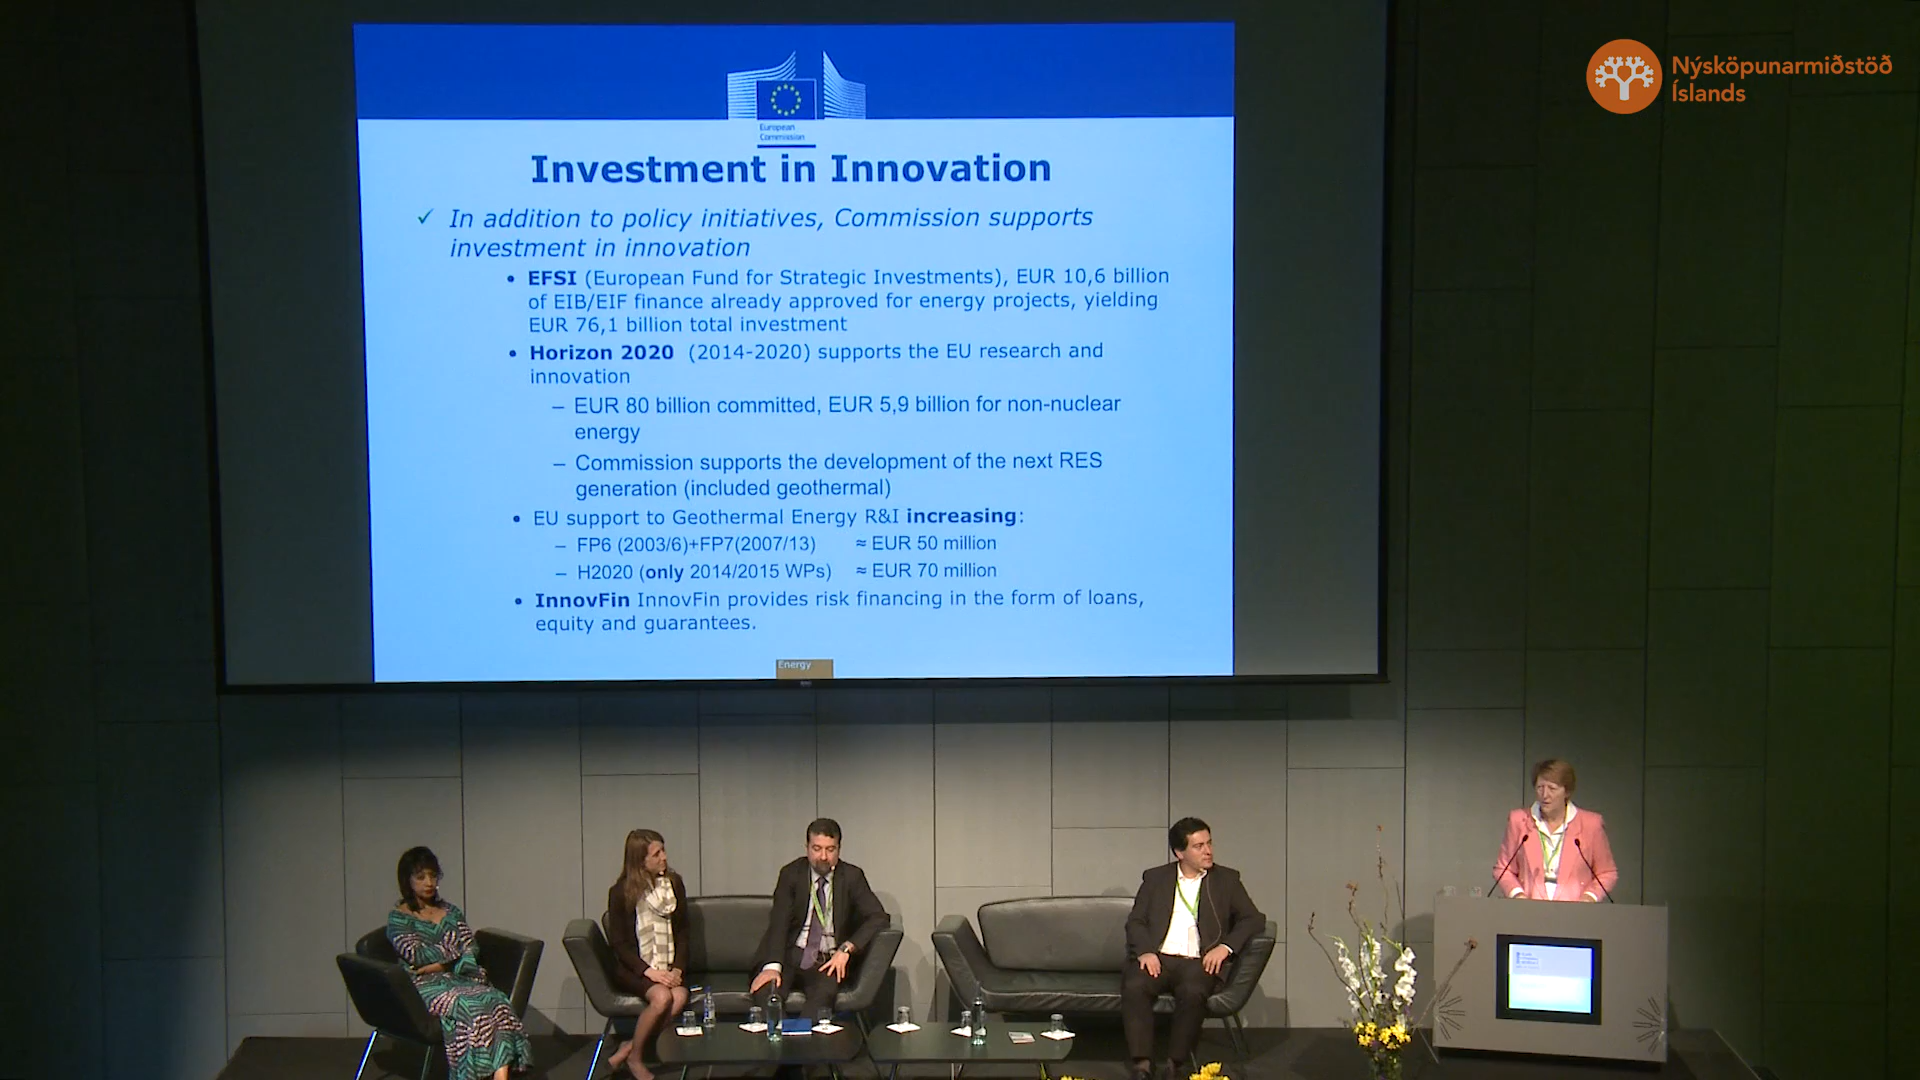 Nýsköpunarmiðstöð
Íslands
European
Commission
Investment in Innovation
✓ In addition to policy initiatives, Commission supports
investment in innovation
• EFSI (European Fund for Strategic Investments), EUR 10,6 billion
of EIB/EIF finance already approved for energy projects, yielding
EUR 76,1 billion total investment
• Horizon 2020 (2014-2020) supports the EU research and
innovation
– EUR 80 billion committed, EUR 5,9 billion for non-nuclear
energy
– Commission supports the development of the next RES
generation (included geothermal)
• EU support to Geothermal Energy R&I increasing:
– FP6 (2003/6)+FP7(2007/13) ≈ EUR 50 million
– H2020 (only 2014/2015 WPs) ≈ EUR 70 million
• InnovFin InnovFin provides risk financing in the form of loans,
equity and guarantees.
Energy